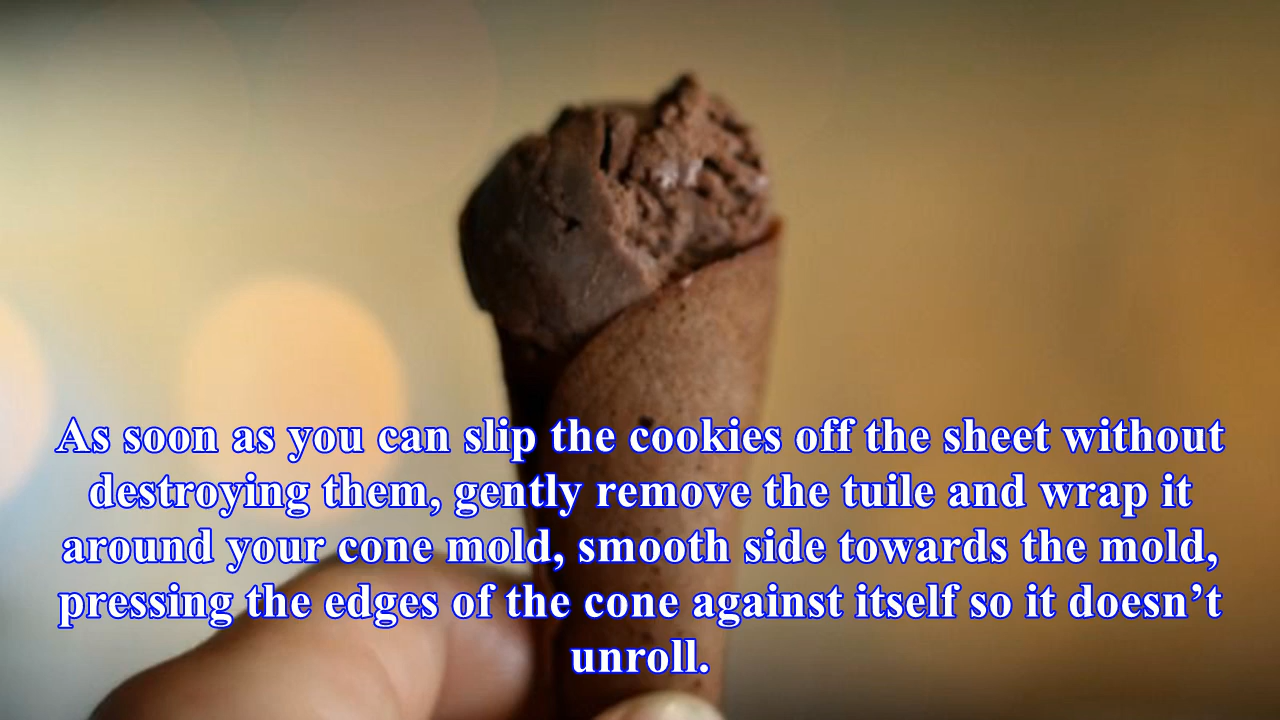 As soon as you can slip the cookies off the sheet without
destroying them, gently remove the tuile and wrap it
around your cone mold, smooth side towards the mold,
pressing the edges of the cone against itself so it doesn’t
unroll.